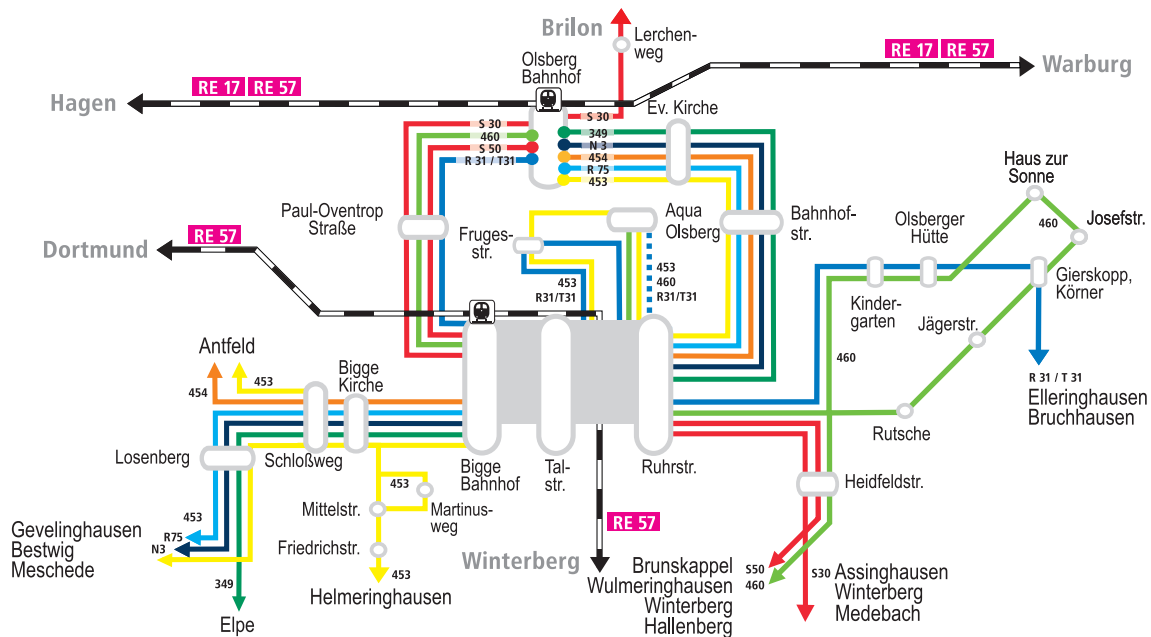 Brilon
Lerchen-
weg
Olsberg
Bahnhof
RE 17 RE 57
Warburg
RE 17 RE 57
Hagen
Ev. Kirche
S 30
S 30
460
S 50
R 31 / T31
349
N 3
454
R 75
453
Haus zur
Sonne
460
Josefstr.
Paul-Oventrop
Straße
Aqua
Olsberg
Fruges-
str.
Bahnhof-
str.
Olsberger
Hütte
RE 57
Dortmund
453
R31/T31
453
460
R31/T31
Gierskopp,
Körner
Kinder-
garten
Jägerstr.
Antfeld
453
454
Bigge
Kirche
460
R 31 / T 31
Elleringhausen
Bruchhausen
Rutsche
Losenberg
Schloßweg
Bigge
Bahnhof
Tal-
str.
Ruhrstr.
Heidfeldstr.
453
Mittelstr.
Martinus-
weg
453
R75
N3
Gevelinghausen
Bestwig
Meschede
RE 57
Friedrichstr.
Winterberg
453
Helmeringhausen
349
Elpe
Brunskappel
Wulmeringhausen
Winterberg
Hallenberg
S50
460
S30
Assinghausen
Winterberg
Medebach